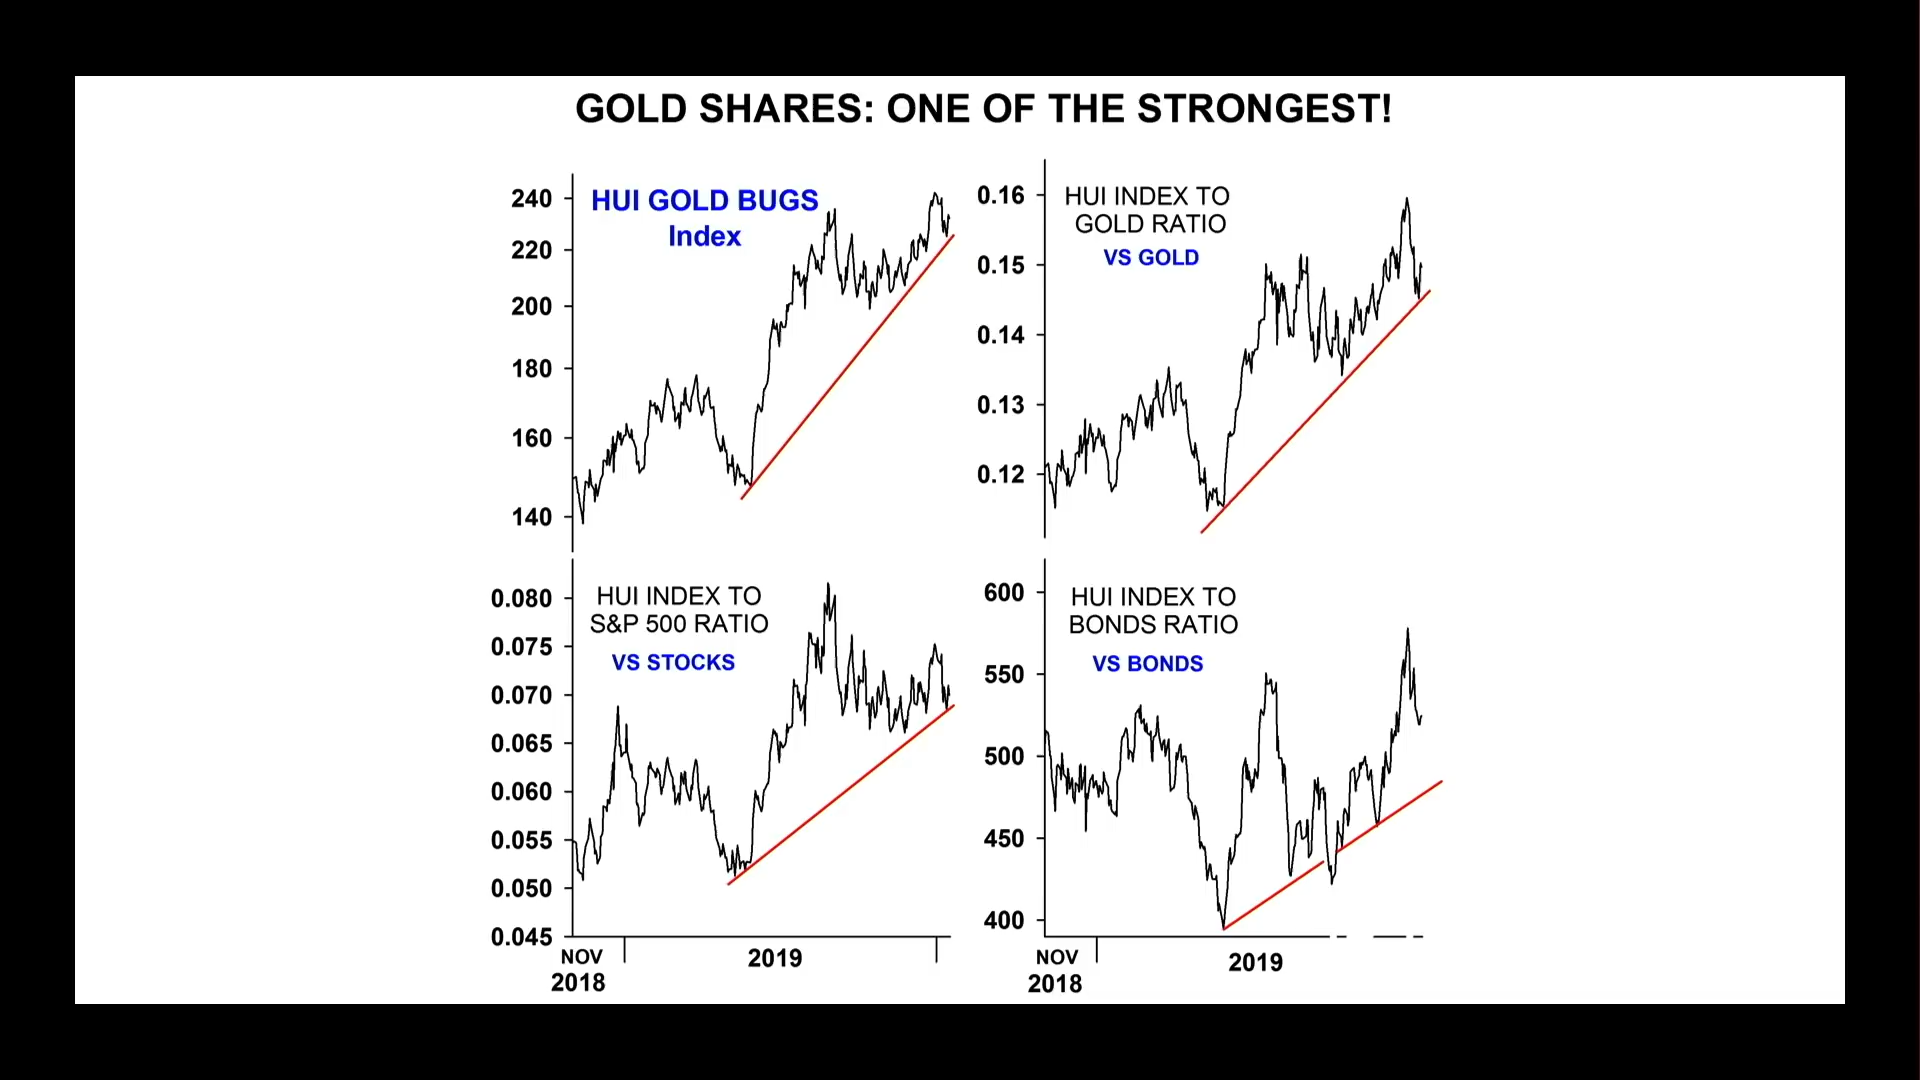 GOLD SHARES: ONE OF THE STRONGEST!
HUI GOLD BUGS
Index
240
220
200
180
160
140
HUI INDEX TO
GOLD RATIO
VS GOLD
0.16
0.15
0.14
0.13
0.12
HUI INDEX TO
S&P 500 RATIO
VS STOCKS
0.080
0.075
0.070
0.065
0.060
0.055
0.050
0.045
NOV
2018
2019
HUI INDEX TO
BONDS RATIO
VS BONDS
600
550
500
450
400
NOV
2018
2019